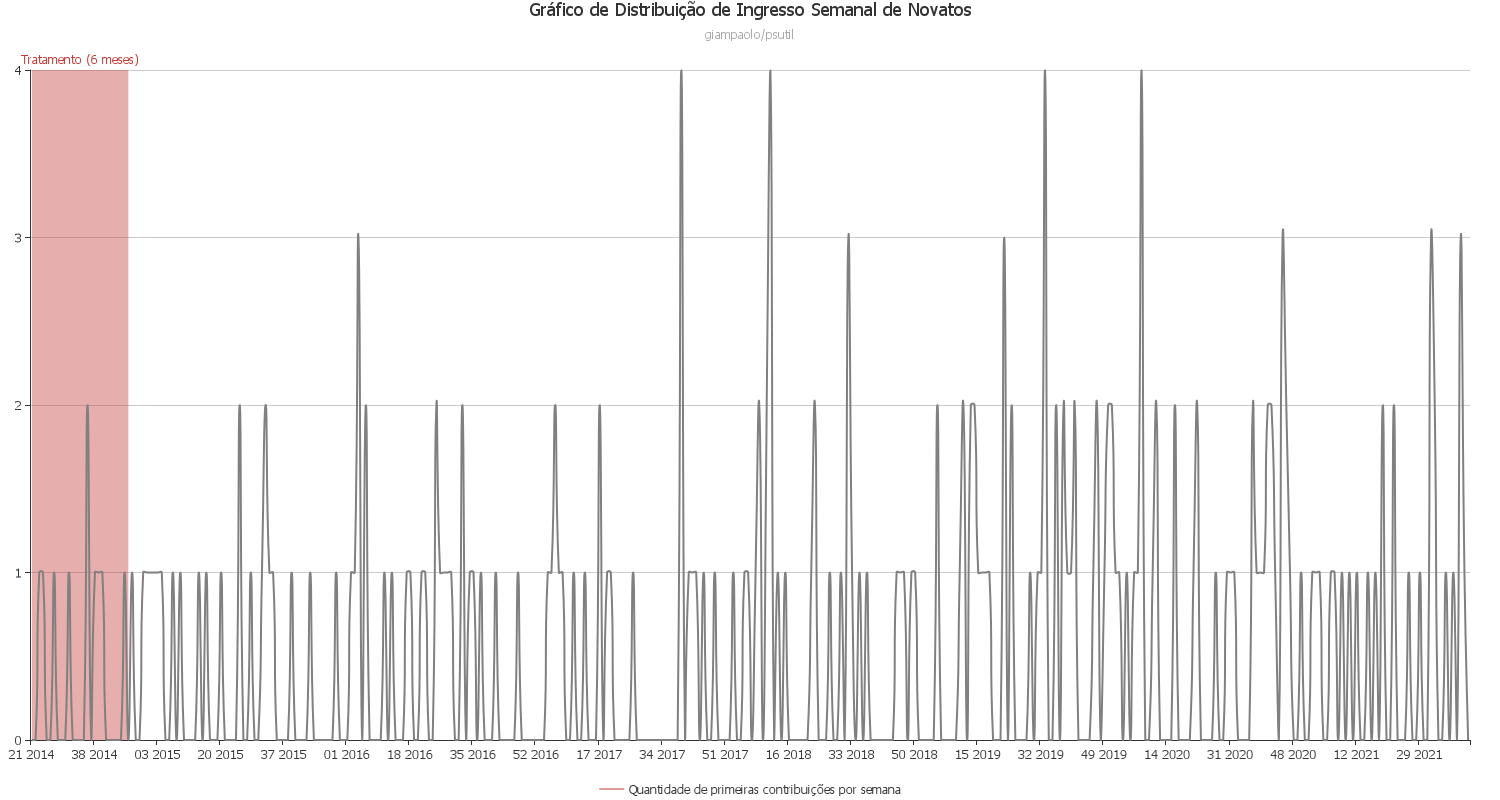 Gráfico de Distribuição de Ingresso Semanal de Novatos
giampaolo/psutil
Tratamento (6 meses)
4
3
2
1
0
21 2014 38 2014 03 2015 20 2015 37 2015 01 2016 18 2016 35 2016 52 2016 17 2017 34 2017 51 2017 16 2018 33 2018 50 2018 15 2019 32 2019 49 2019 14 2020 31 2020 48 2020 12 2021 29 2021
Quantidade de primeiras contribuições por semana